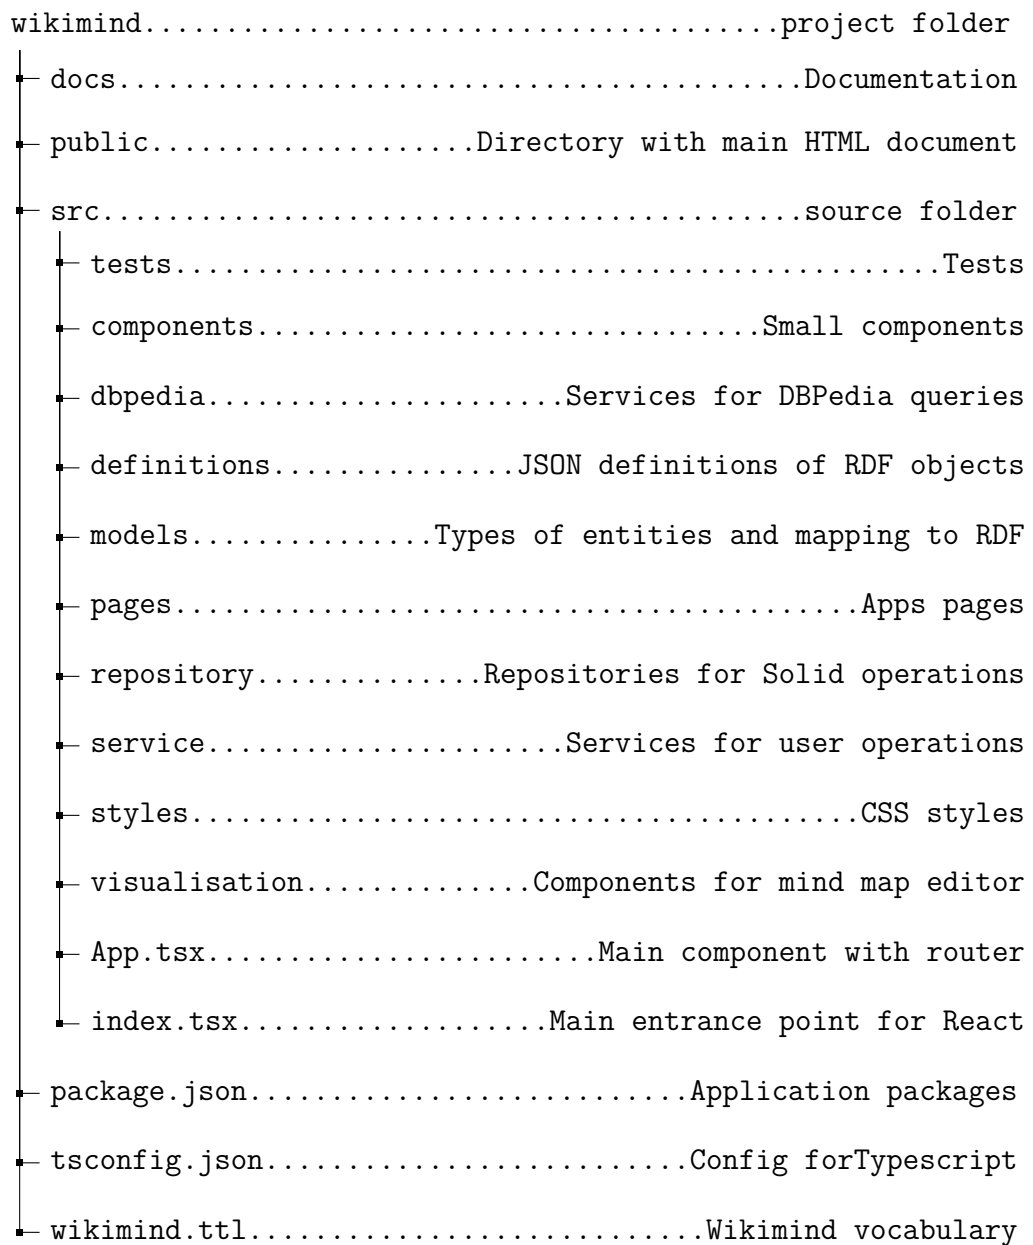 wikimind.......................................project folder
docs..........................................Documentation
public....................Directory with main HTML document
src...........................................source folder
tests...............................................Tests
components...............................Small components
dbpedia......................Services for DBPedia queries
definitions...............JSON definitions of RDF objects
models...............Types of entities and mapping to RDF
pages..........................................Apps pages
repository..............Repositories for Solid operations
service......................Services for user operations
styles.........................................CSS styles
visualisation..............Components for mind map editor
App.tsx........................Main component with router
index.tsx...................Main entrance point for React
package.json...........................Application packages
tsconfig.json..........................Config forTypescript
wikimind.ttl............................Wikimind vocabulary